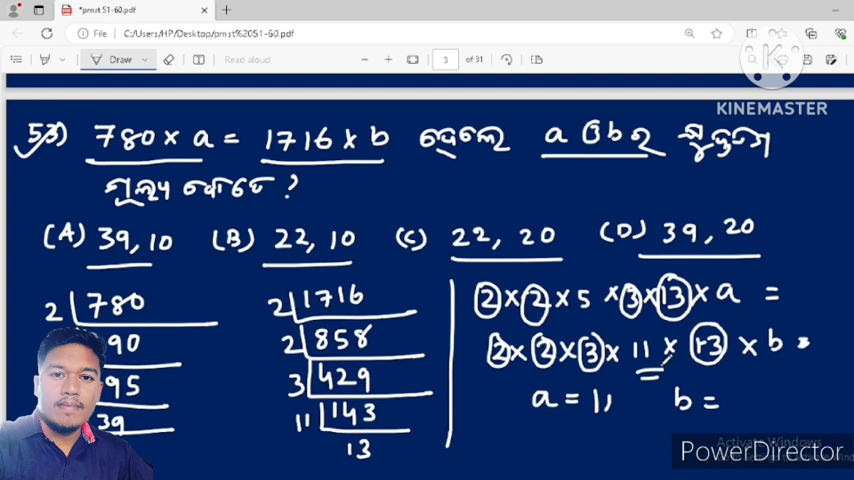 *pmst 51-60.pdf
File C:/Users/HP/Desktop/pmst%2051-60.pdf
Draw Read aloud 3 of 31
K
KINEMASTER
53) 780 × a = 1716 × b ହେଲେ a ଓ b ର କ୍ଷୁଦ୍ରତମ
ମୂଲ୍ୟ କେତେ ?
(A) 39, 10 (B) 22, 10 (C) 22, 20 (D) 39, 20
2 780
90
95
39
2 1716
2 858
3 429
11 143
13
2 × 2 × 5 × 3 × 13 × a =
2 × 2 × 3 × 11 × 13 × b
a = 11 b =
Activate Windows
PowerDirector